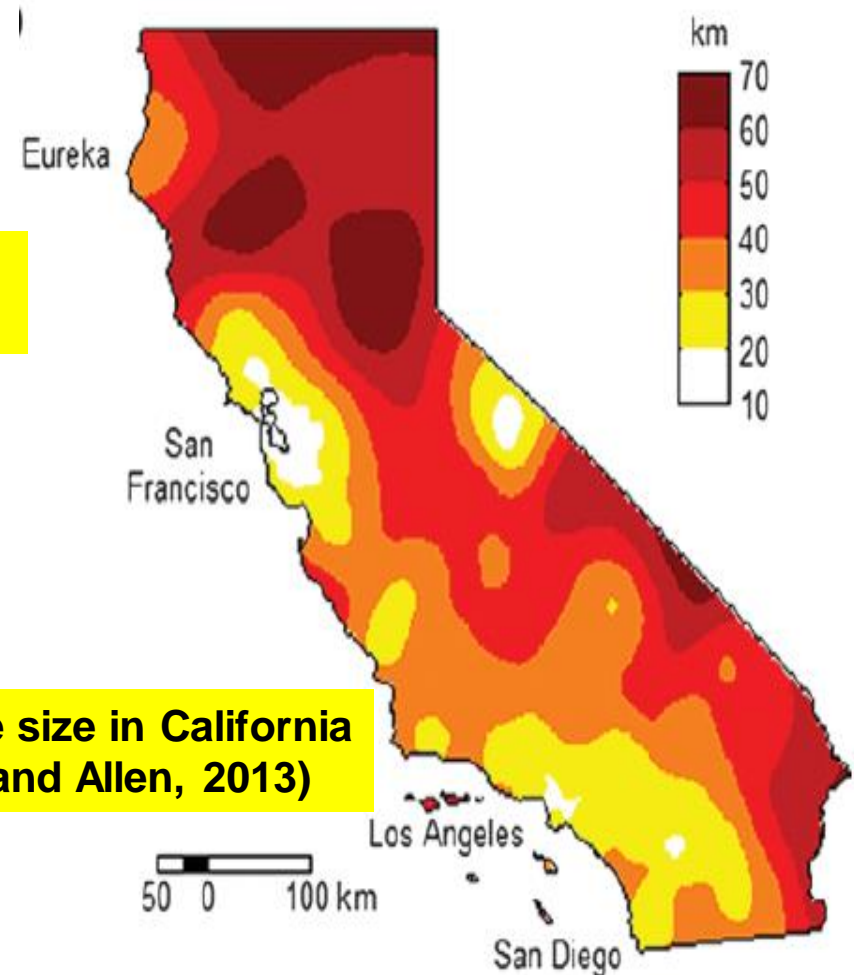 km
70
60
50
40
30
20
10
Eureka
San
Francisco
size in California
and Allen, 2013)
Los Angeles
50 0 100 km
San Diego